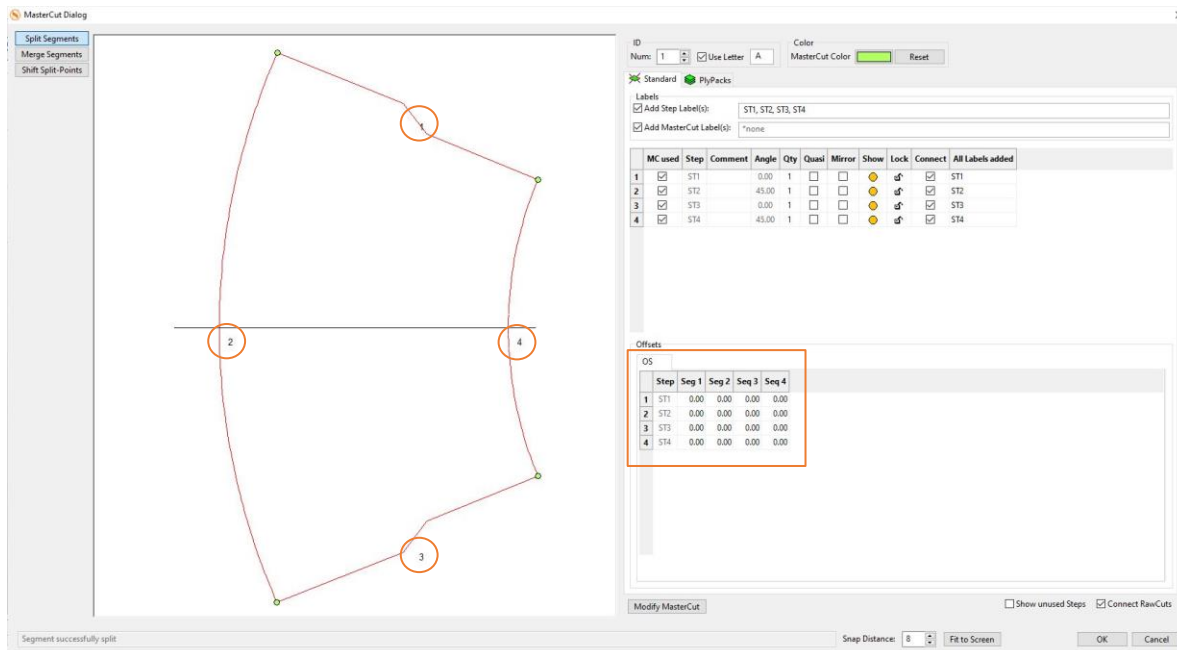 MasterCut Dialog
Split Segments
Merge Segments
Shift Split-Points
1
2
4
3
ID
Num: 1 Use Letter A
Color
MasterCut Color Reset
Standard PlyPacks
Labels
Add Step Label(s): ST1, ST2, ST3, ST4
Add MasterCut Label(s): *none
MC used Step Comment Angle Qty Quasi Mirror Show Lock Connect All Labels added
1 ST1 0.00 1 ST1
2 ST2 45.00 1 ST2
3 ST3 0.00 1 ST3
4 ST4 45.00 1 ST4
Offsets
OS
Step Seg 1 Seg 2 Seq 3 Seq 4
1 ST1 0.00 0.00 0.00 0.00
2 ST2 0.00 0.00 0.00 0.00
3 ST3 0.00 0.00 0.00 0.00
4 ST4 0.00 0.00 0.00 0.00
Modify MasterCut Show unused Steps Connect RawCuts
Segment successfully split Snap Distance: 8 Fit to Screen OK Cancel